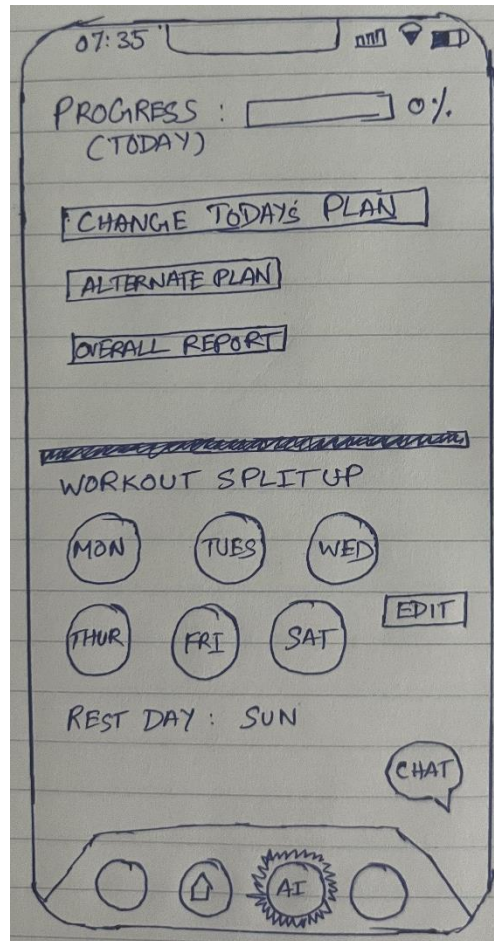 07:35
PROGRESS : 0%
(TODAY)
CHANGE TODAY'S PLAN
ALTERNATE PLAN
OVERALL REPORT
WORKOUT SPLITUP
MON TUES WED
EDIT
THUR FRI SAT
REST DAY : SUN
CHAT
AI